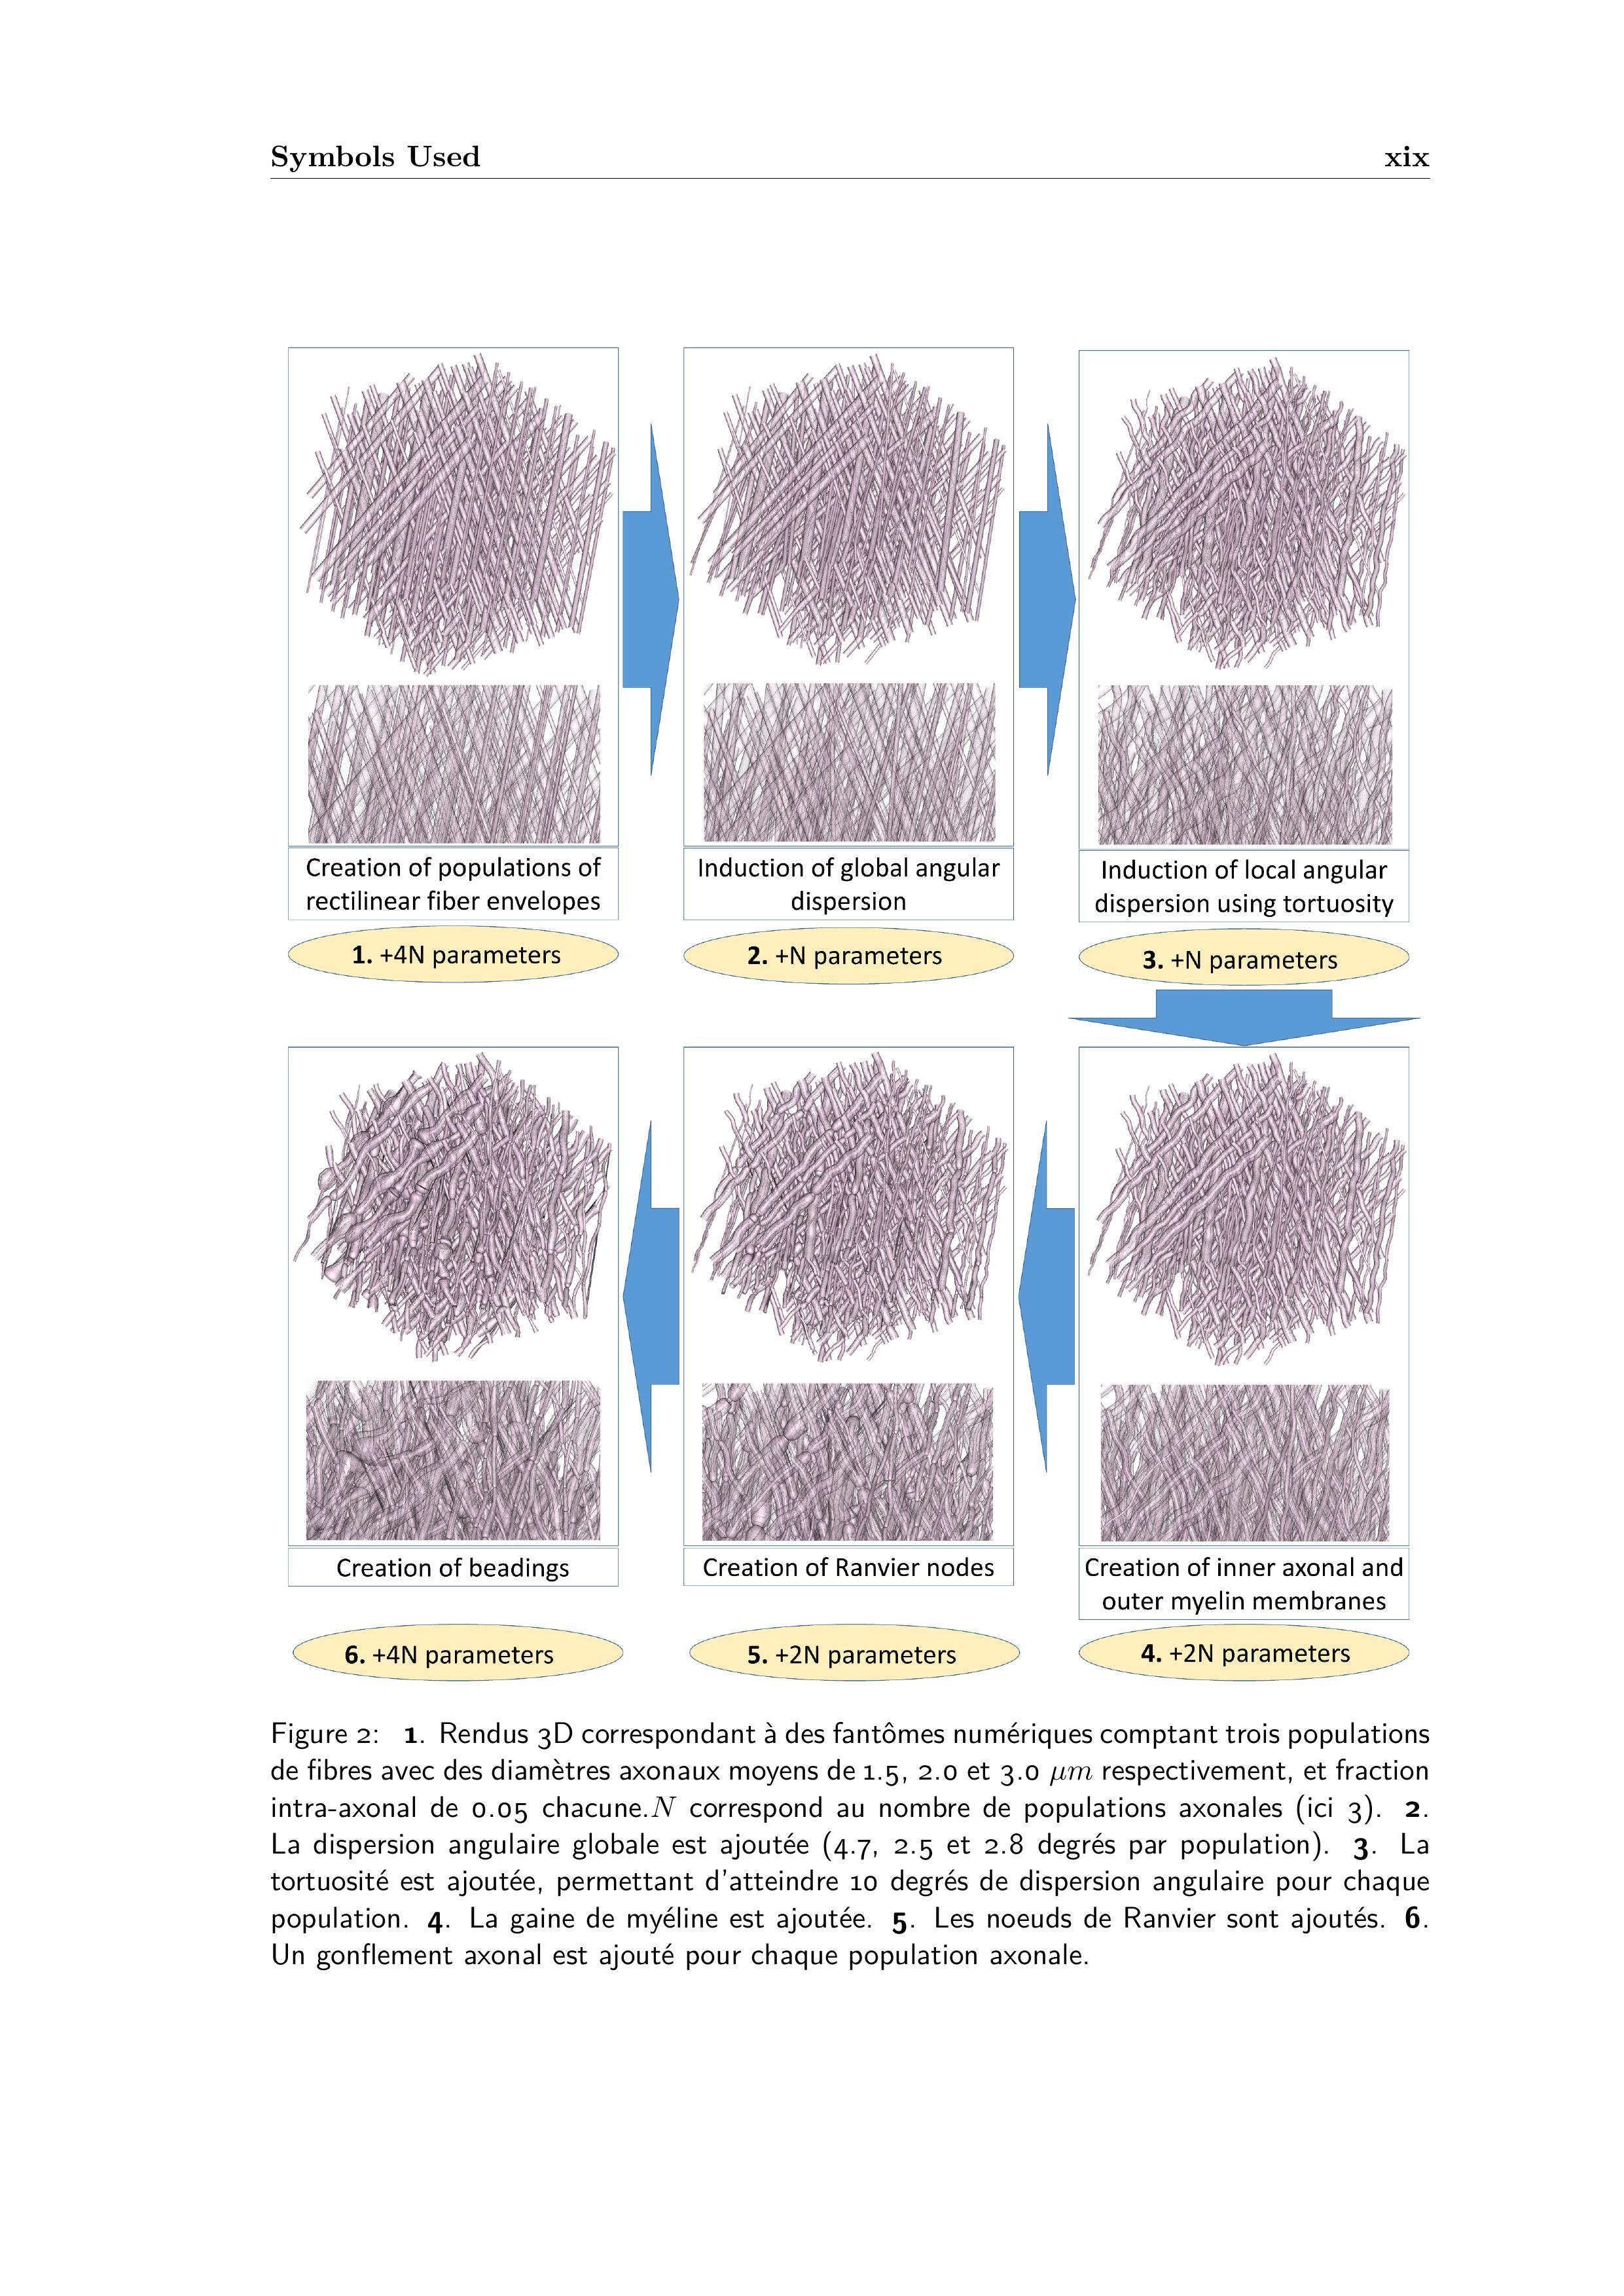 Symbols Used xix
Creation of populations of
rectilinear fiber envelopes
1. +4N parameters
Induction of global angular
dispersion
2. +N parameters
Induction of local angular
dispersion using tortuosity
3. +N parameters
Creation of beadings
6. +4N parameters
Creation of Ranvier nodes
5. +2N parameters
Creation of inner axonal and
outer myelin membranes
4. +2N parameters
Figure 2: 1. Rendus 3D correspondant à des fantômes numériques comptant trois populations
de fibres avec des diamètres axonaux moyens de 1.5, 2.0 et 3.0 μm respectivement, et fraction
intra-axonal de 0.05 chacune.N correspond au nombre de populations axonales (ici 3). 2.
La dispersion angulaire globale est ajoutée (4.7, 2.5 et 2.8 degrés par population). 3. La
tortuosité est ajoutée, permettant d'atteindre 10 degrés de dispersion angulaire pour chaque
population. 4. La gaine de myéline est ajoutée. 5. Les noeuds de Ranvier sont ajoutés. 6.
Un gonflement axonal est ajouté pour chaque population axonale.